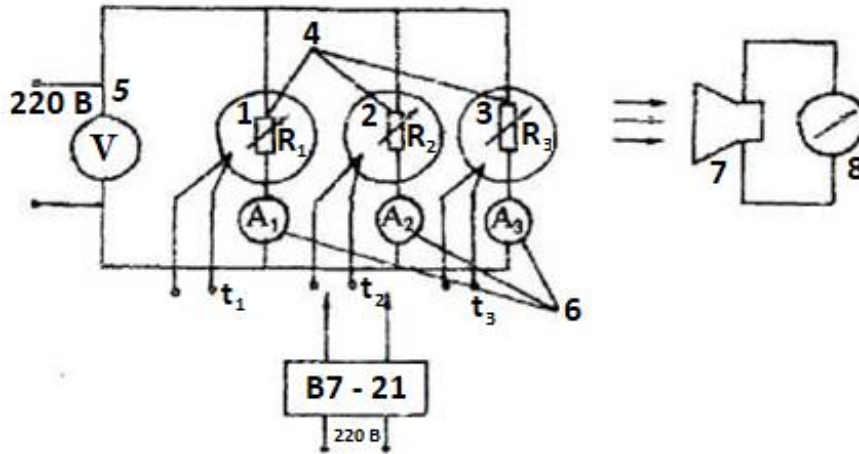 4
220 В 5
1 2 3
R₁ R₂ R₃
V
7 8
A₁ A₂ A₃
t₁ t₂ t₃
6
В7 - 21
220 В